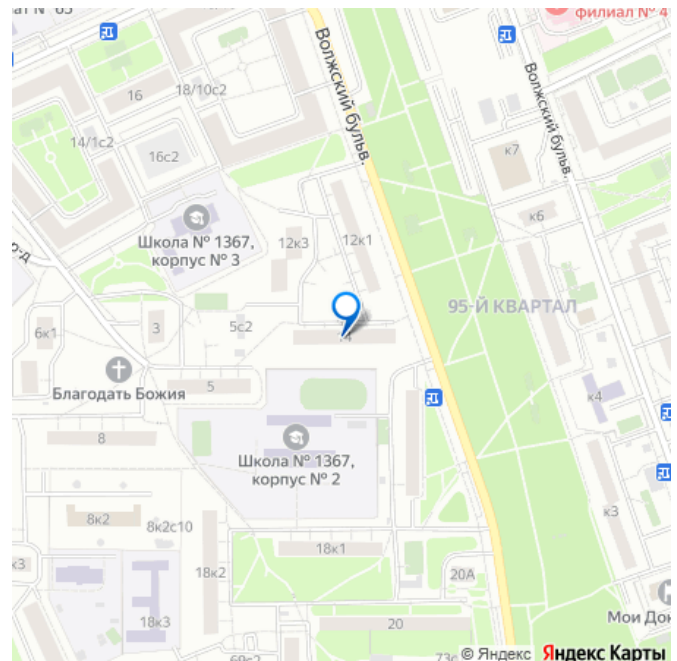 филиал № 4
Волжский бульв.
18/10с2
16
14/1с2
16с2
Волжский бульв.
к7
к6
Школа № 1367,
корпус № 3
12к3
12к1
95-Й КВАРТАЛ
6к1
3
5с2
Благодать Божия
5
к4
8
Школа № 1367,
корпус № 2
8к2
8к2с10
к3
18к1
к3
18к2
20А
18к3
20
Мои Док
© Яндекс Яндекс Карты